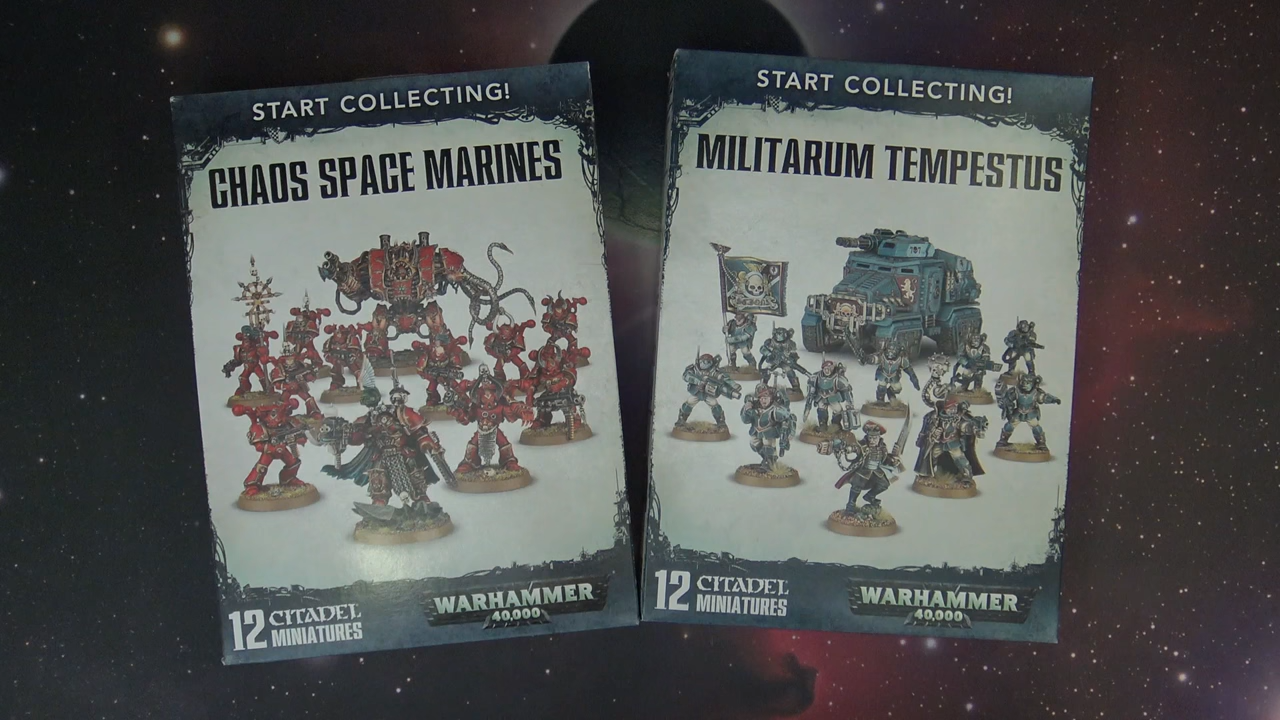 START COLLECTING!
CHAOS SPACE MARINES
12 CITADEL
MINIATURES
WARHAMMER
40,000
START COLLECTING!
MILITARUM TEMPESTUS
12 CITADEL
MINIATURES
WARHAMMER
40,000